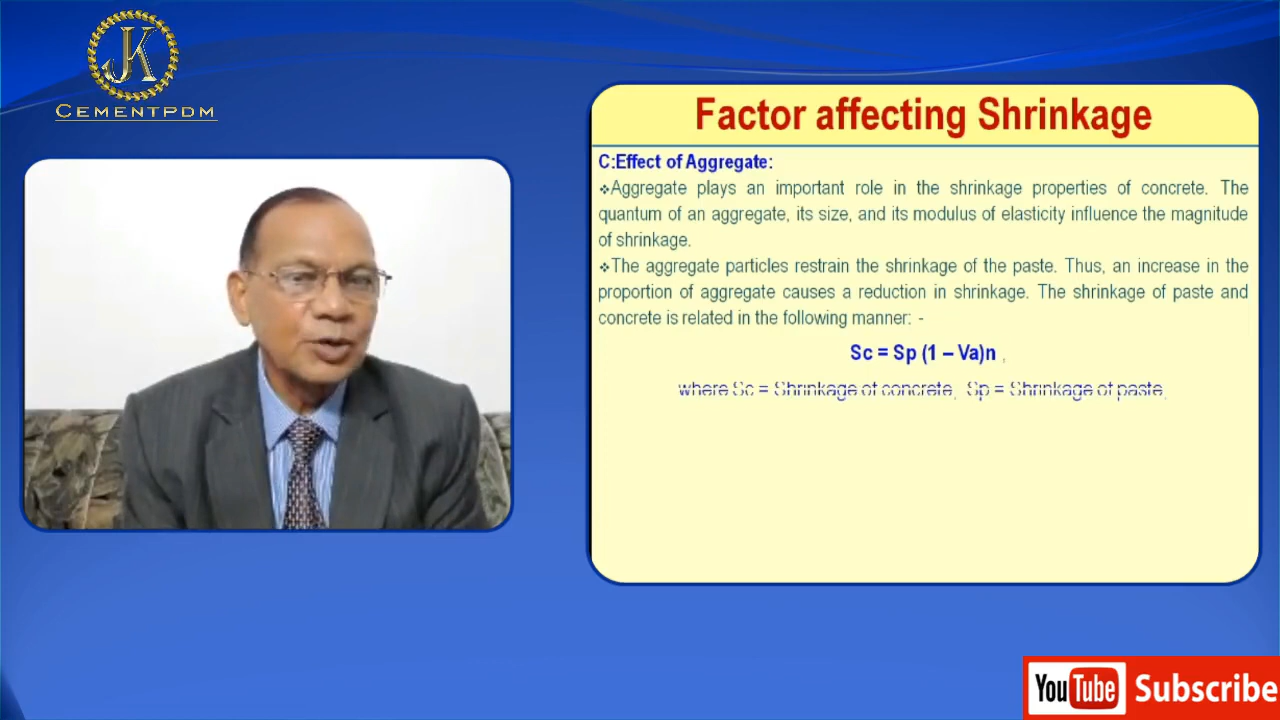 JK
CEMENTPDM
Factor affecting Shrinkage
C:Effect of Aggregate:
❖Aggregate plays an important role in the shrinkage properties of concrete. The
quantum of an aggregate, its size, and its modulus of elasticity influence the magnitude
of shrinkage.
❖The aggregate particles restrain the shrinkage of the paste. Thus, an increase in the
proportion of aggregate causes a reduction in shrinkage. The shrinkage of paste and
concrete is related in the following manner: -
Sc = Sp (1 – Va)n ,
where Sc = Shrinkage of concrete, Sp = Shrinkage of paste,
YouTube Subscribe